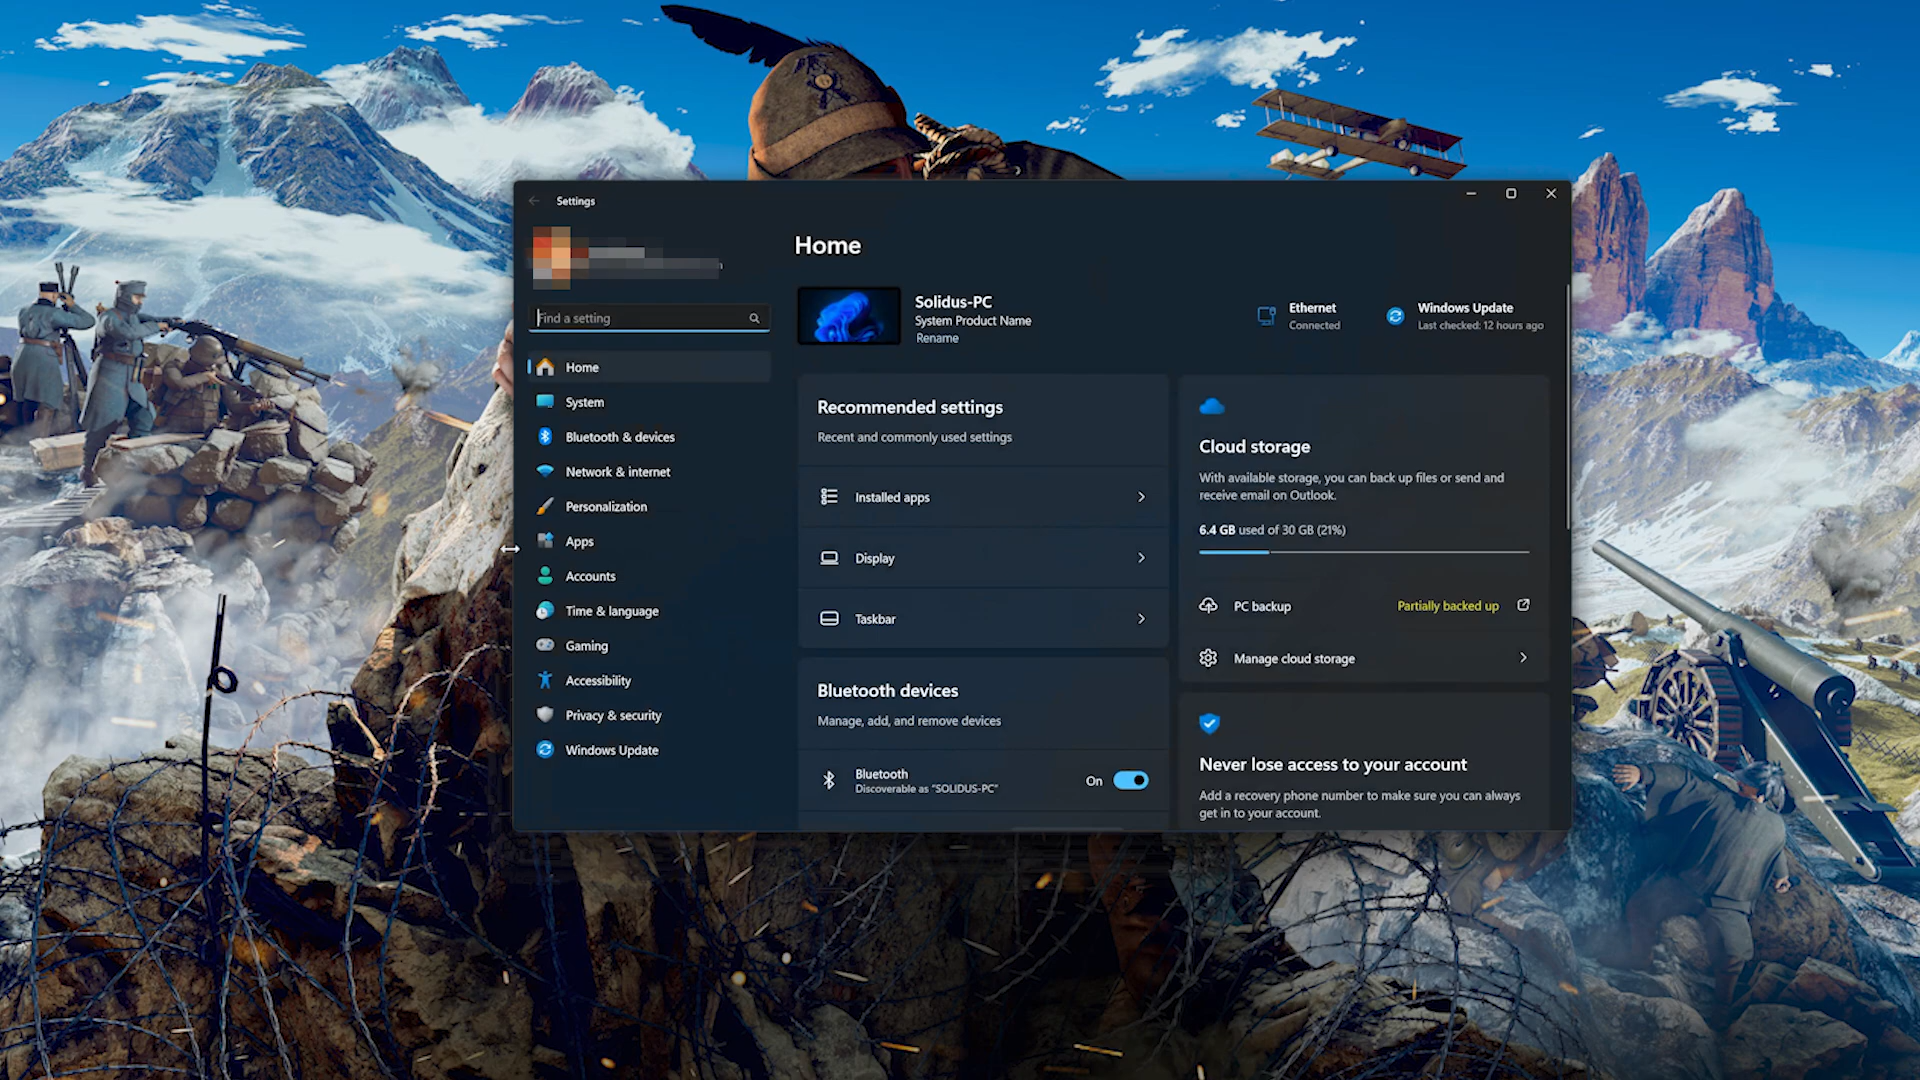 Settings
Find a setting
Home
System
Bluetooth & devices
Network & internet
Personalization
Apps
Accounts
Time & language
Gaming
Accessibility
Privacy & security
Windows Update
Home
Solidus-PC
System Product Name
Rename
Ethernet
Connected
Windows Update
Last checked: 12 hours ago
Recommended settings
Recent and commonly used settings
Installed apps
Display
Taskbar
Bluetooth devices
Manage, add, and remove devices
Bluetooth
Discoverable as "SOLIDUS-PC"
On
Cloud storage
With available storage, you can back up files or send and
receive email on Outlook.
6.4 GB used of 30 GB (21%)
PC backup
Partially backed up
Manage cloud storage
Never lose access to your account
Add a recovery phone number to make sure you can always
get in to your account.